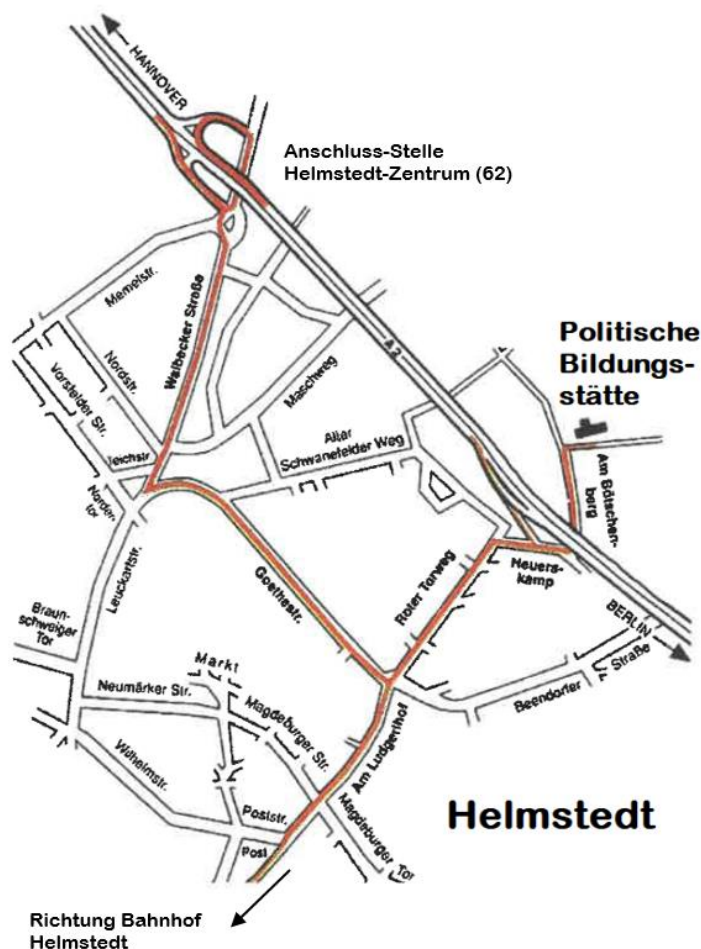 HANNOVER
Anschluss-Stelle
Helmstedt-Zentrum (62)
Memelstr.
Walbecker Straße
Nordstr.
Vorsfelder Str.
Maschweg
A2
Politische
Bildungs-
stätte
Teichstr.
Alter
Schwanefelder Weg
Am Bötschen-
berg
Norder-
tor
Leuckartstr.
Goethestr.
Roter Torweg
Heuers-
kamp
Braun-
schweiger
Tor
BERLIN
Markt
Beendorfer
Straße
Neumärker Str.
Magdeburger Str.
Am Ludgerihof
Wilhelmstr.
Helmstedt
Poststr.
Magdeburger Tor
Post
Richtung Bahnhof
Helmstedt